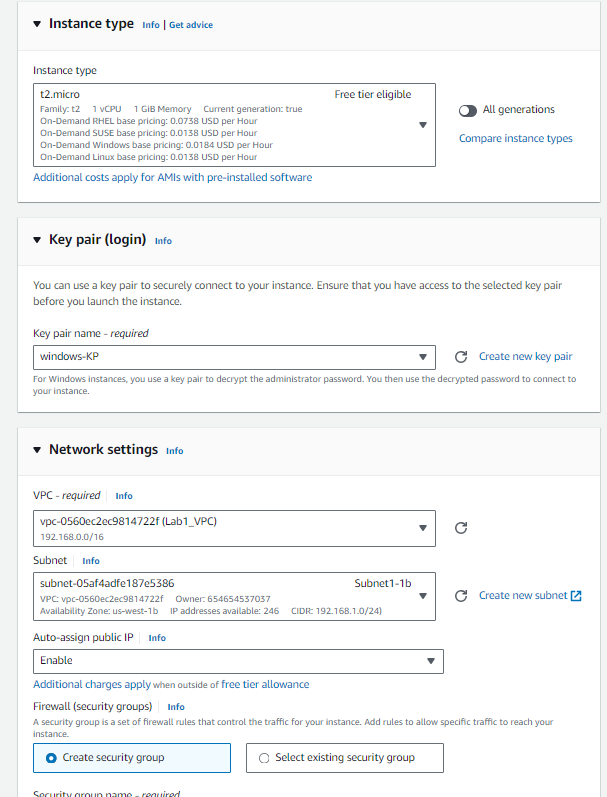 Instance type Info | Get advice
Instance type
t2.micro Free tier eligible
Family: t2 1 vCPU 1 GiB Memory Current generation: true
On-Demand RHEL base pricing: 0.0738 USD per Hour
On-Demand SUSE base pricing: 0.0138 USD per Hour
On-Demand Windows base pricing: 0.0184 USD per Hour
On-Demand Linux base pricing: 0.0138 USD per Hour
All generations
Compare instance types
Additional costs apply for AMIs with pre-installed software
Key pair (login) Info
You can use a key pair to securely connect to your instance. Ensure that you have access to the selected key pair
before you launch the instance.
Key pair name - required
windows-KP
Create new key pair
For Windows instances, you use a key pair to decrypt the administrator password. You then use the decrypted password to connect to
your instance.
Network settings Info
VPC - required Info
vpc-0560ec2ec9814722f (Lab1_VPC)
192.168.0.0/16
Subnet Info
subnet-05af4adfe187e5386 Subnet1-1b
VPC: vpc-0560ec2ec9814722f Owner: 654654537037
Availability Zone: us-west-1b IP addresses available: 246 CIDR: 192.168.1.0/24)
Create new subnet
Auto-assign public IP Info
Enable
Additional charges apply when outside of free tier allowance
Firewall (security groups) Info
A security group is a set of firewall rules that control the traffic for your instance. Add rules to allow specific traffic to reach your
instance.
Create security group
Select existing security group
Security group name - required